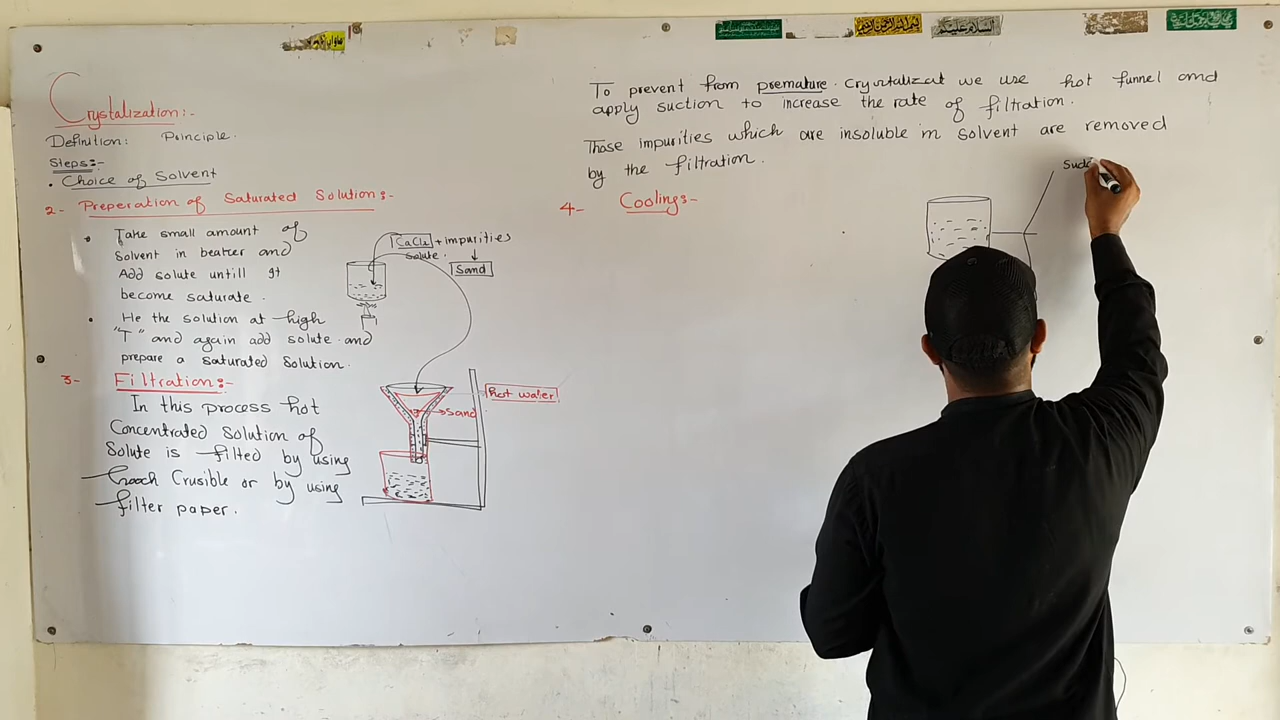 Crystalization:-
Definition: Principle.
Steps:-
• Choice of Solvent
2- Preperation of Saturated Solution:-
• Take small amount of
Solvent in beaker and
Add solute untill gt
become saturate.
• He the solution at high
"T" and again add solute and
prepare a saturated Solution.
3- Filtration:-
In this process hot
Concentrated Solution of
Solute is filted by using
Gooch Crusible or by using
filter paper.
CaCl2 + impurities
Solute.
Sand
hot water
sand
To prevent from premature. Crystalizat we use hot funnel and
apply suction to increase the rate of filtration.
Those impurities which are insoluble in solvent are removed
by the filtration.
4- Cooling:-
Sudd
السلام علیکم